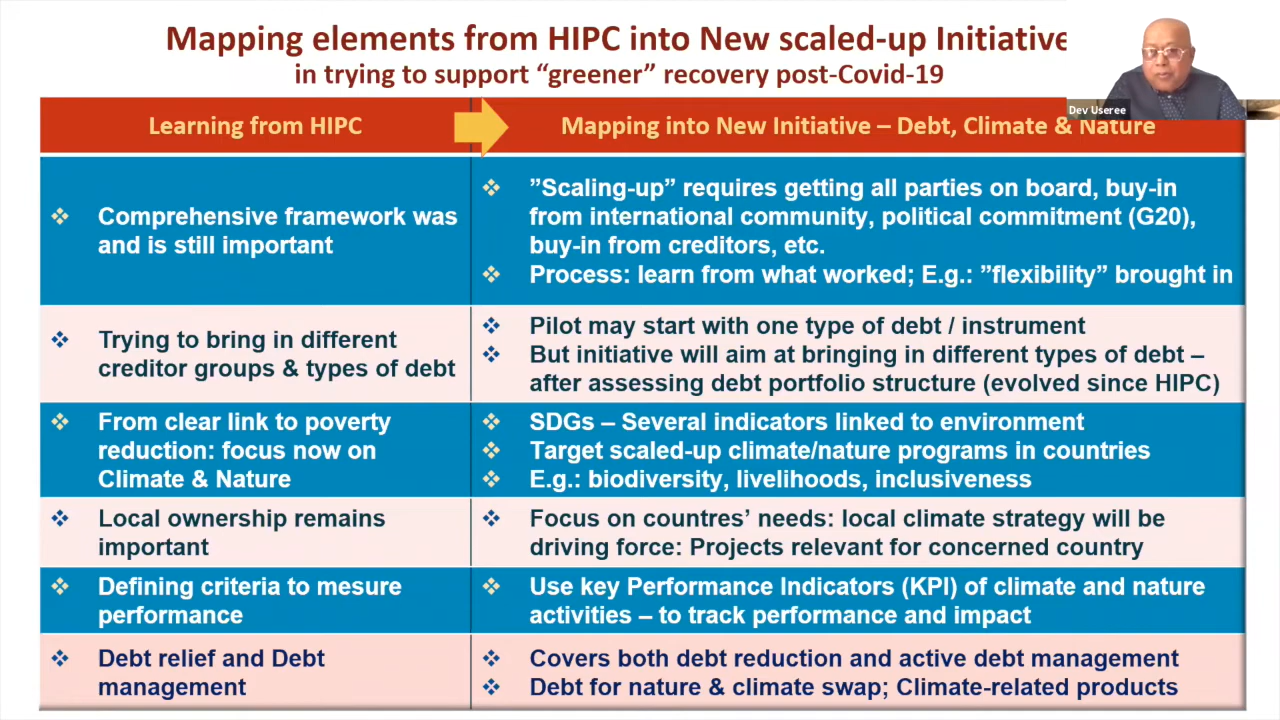 Mapping elements from HIPC into New scaled-up Initiative
in trying to support “greener” recovery post-Covid-19
Dev Useree
Learning from HIPC
Mapping into New Initiative – Debt, Climate & Nature
Comprehensive framework was
and is still important
”Scaling-up” requires getting all parties on board, buy-in
from international community, political commitment (G20),
buy-in from creditors, etc.
Process: learn from what worked; E.g.: ”flexibility” brought in
Trying to bring in different
creditor groups & types of debt
Pilot may start with one type of debt / instrument
But initiative will aim at bringing in different types of debt –
after assessing debt portfolio structure (evolved since HIPC)
From clear link to poverty
reduction: focus now on
Climate & Nature
SDGs – Several indicators linked to environment
Target scaled-up climate/nature programs in countries
E.g.: biodiversity, livelihoods, inclusiveness
Local ownership remains
important
Focus on countres’ needs: local climate strategy will be
driving force: Projects relevant for concerned country
Defining criteria to mesure
performance
Use key Performance Indicators (KPI) of climate and nature
activities – to track performance and impact
Debt relief and Debt
management
Covers both debt reduction and active debt management
Debt for nature & climate swap; Climate-related products